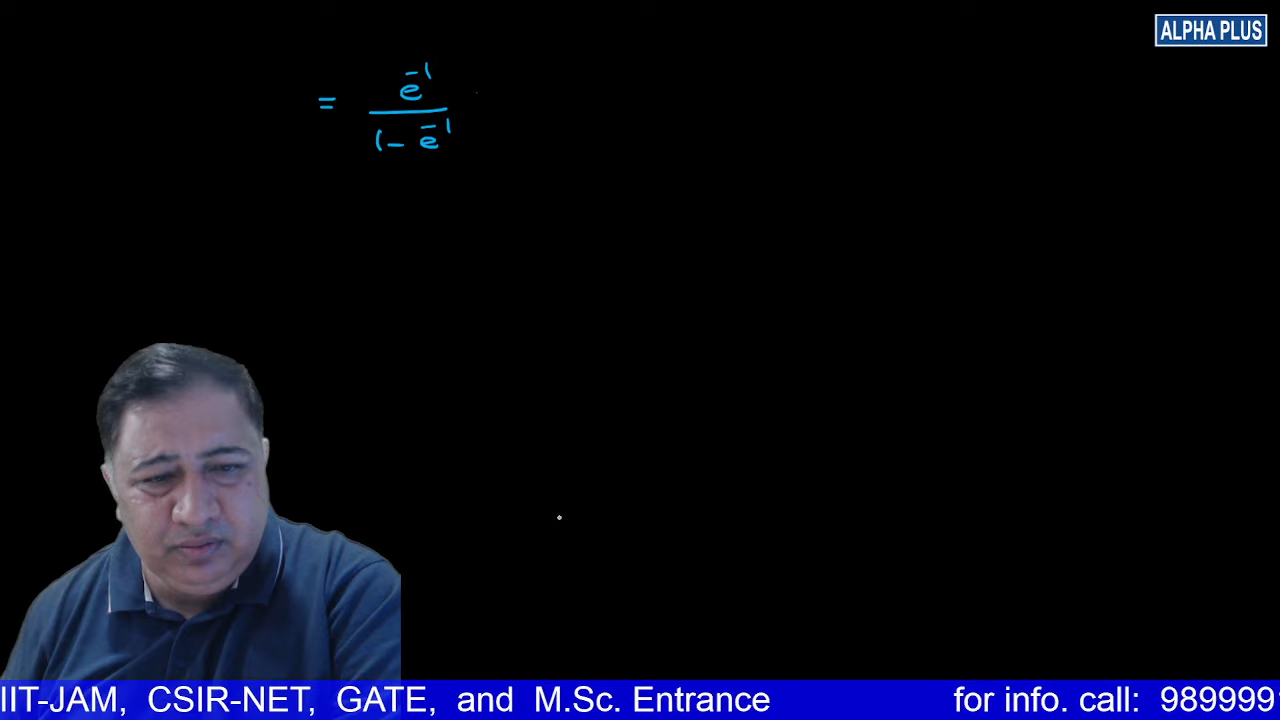 ALPHA PLUS
= e^-1 / (1 - e^-1)
IIT-JAM, CSIR-NET, GATE, and M.Sc. Entrance for info. call: 989999